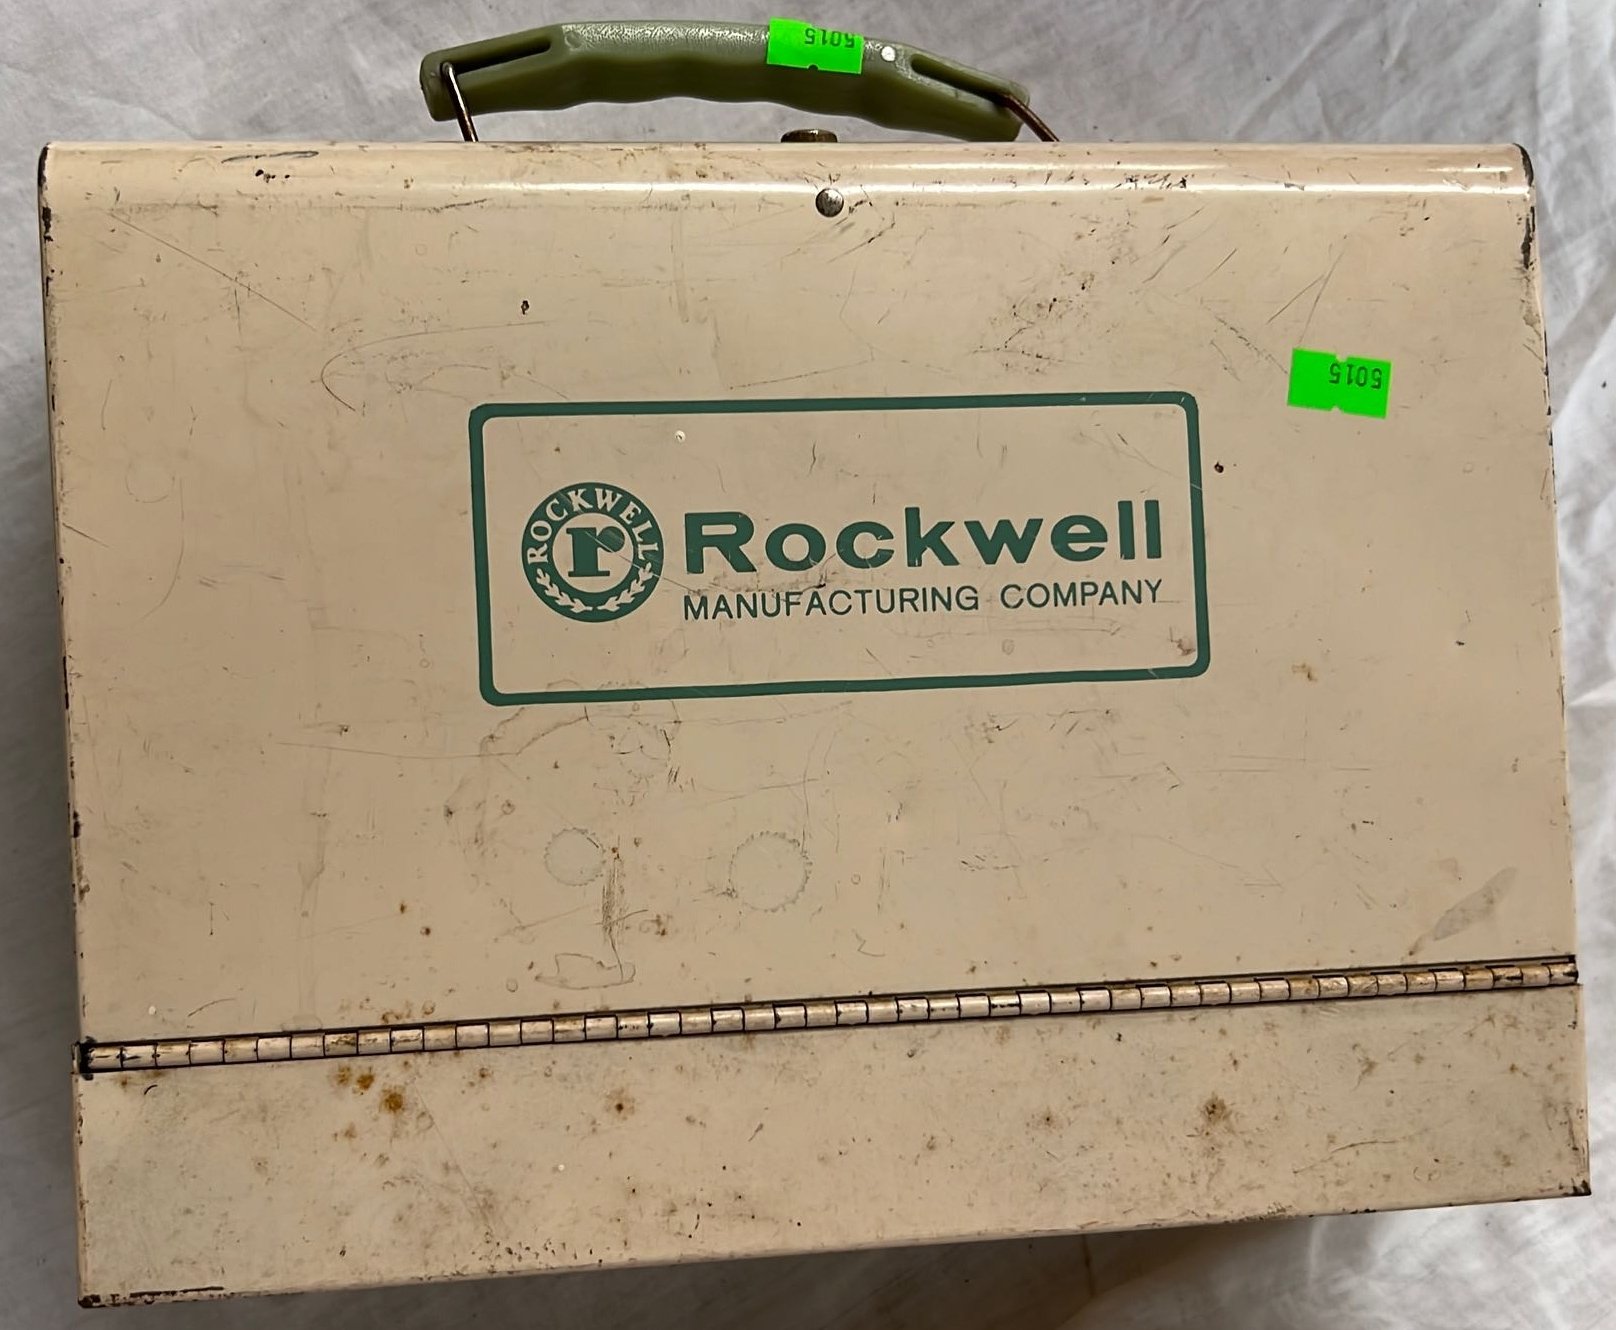 5015
5015
ROCKWELL
r
Rockwell
MANUFACTURING COMPANY